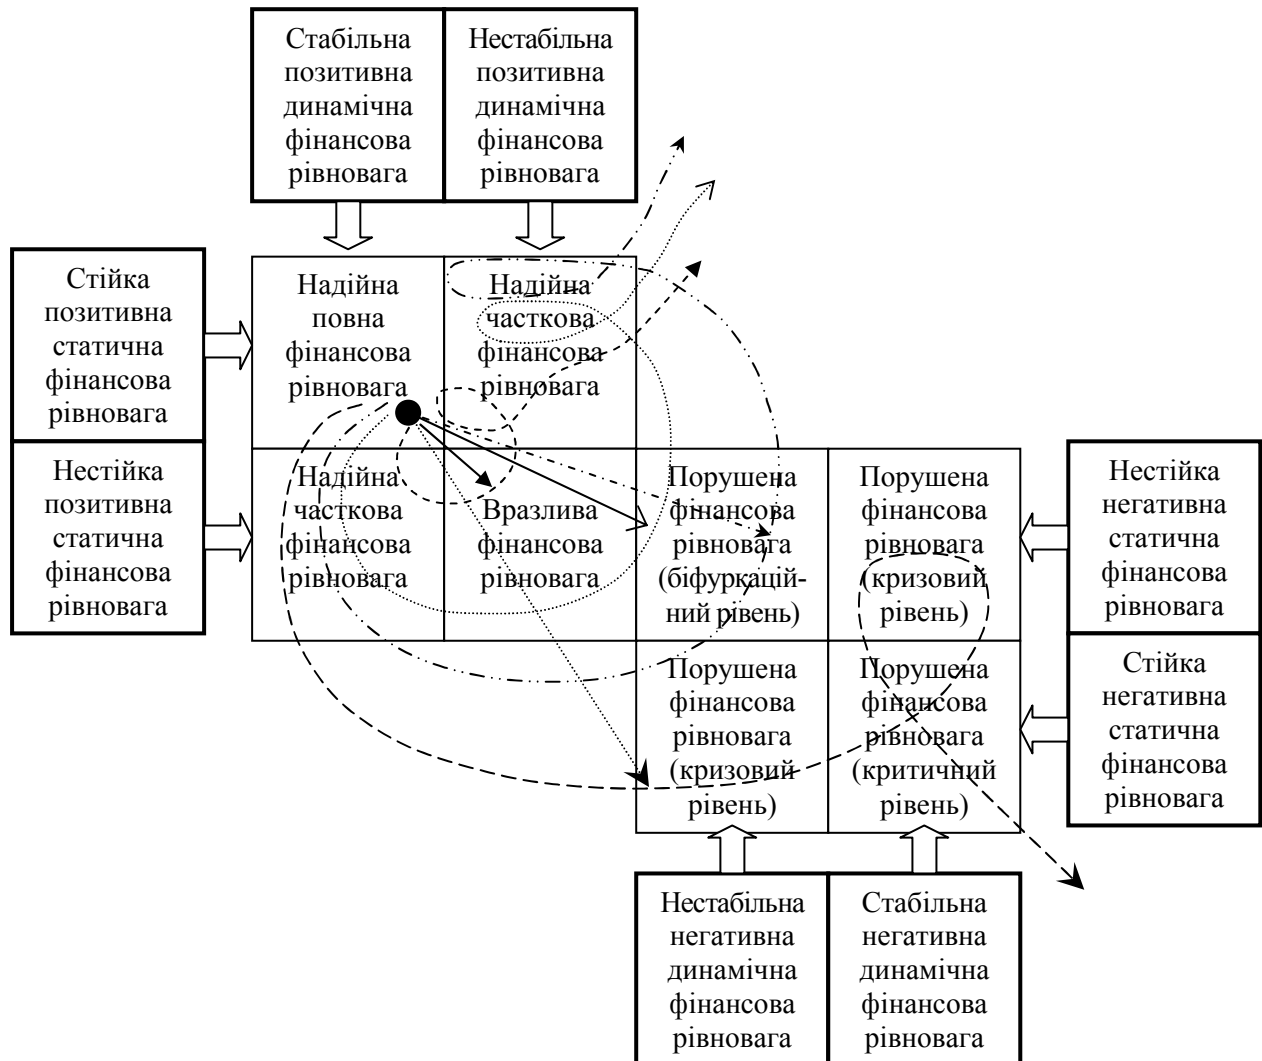 Стабільна
позитивна
динамічна
фінансова
рівновага
Нестабільна
позитивна
динамічна
фінансова
рівновага
Стійка
позитивна
статична
фінансова
рівновага
Надійна
повна
фінансова
рівновага
Надійна
часткова
фінансова
рівновага
Нестійка
позитивна
статична
фінансова
рівновага
Надійна
часткова
фінансова
рівновага
Вразлива
фінансова
рівновага
Порушена
фінансова
рівновага
(біфуркацій-
ний рівень)
Порушена
фінансова
рівновага
(кризовий
рівень)
Нестійка
негативна
статична
фінансова
рівновага
Порушена
фінансова
рівновага
(кризовий
рівень)
Порушена
фінансова
рівновага
(критичний
рівень)
Стійка
негативна
статична
фінансова
рівновага
Нестабільна
негативна
динамічна
фінансова
рівновага
Стабільна
негативна
динамічна
фінансова
рівновага